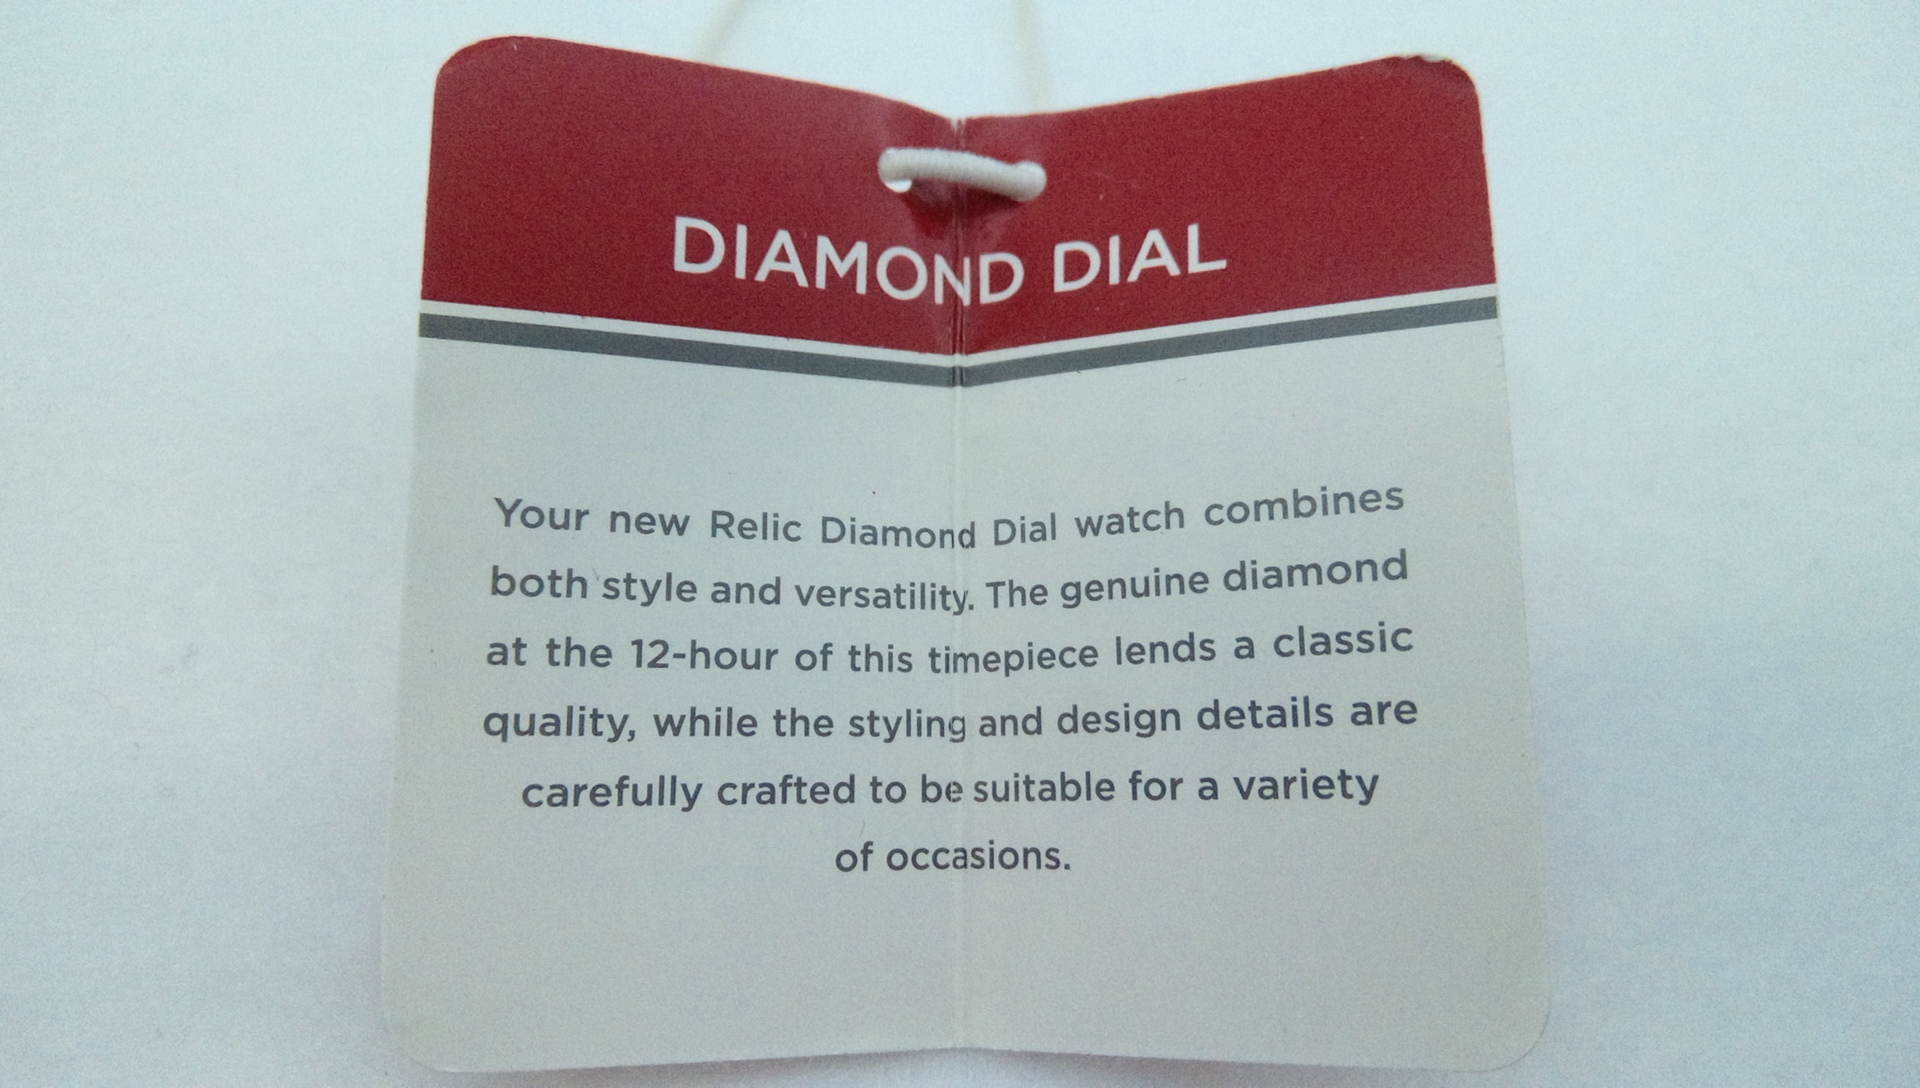 DIAMOND DIAL
Your new Relic Diamond Dial watch combines
both style and versatility. The genuine diamond
at the 12-hour of this timepiece lends a classic
quality, while the styling and design details are
carefully crafted to be suitable for a variety
of occasions.